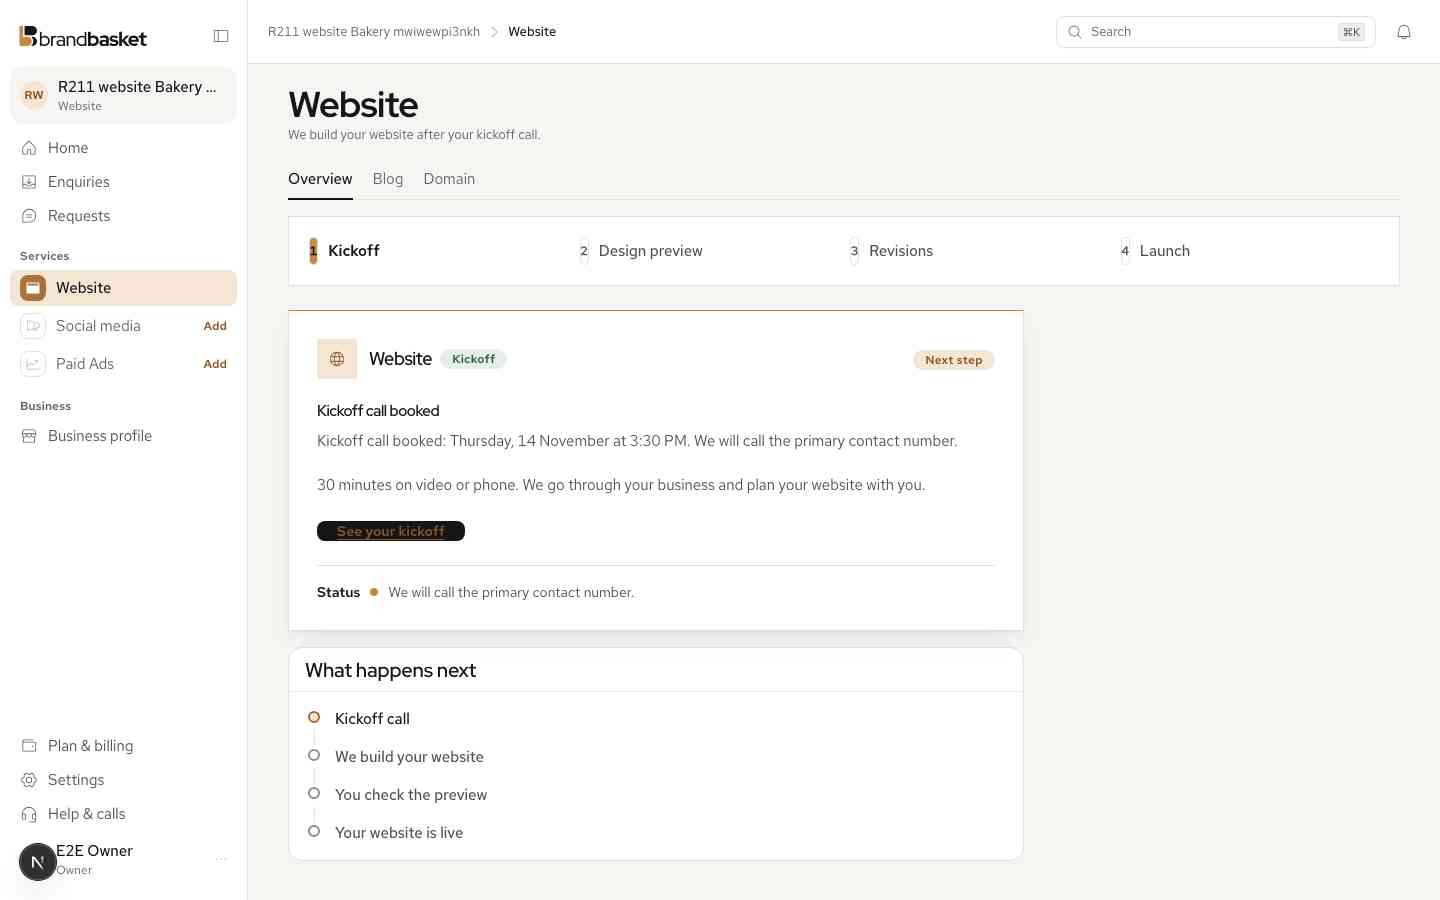 brandbasket
R211 website Bakery mwiwewpi3nkh
Website
Search
⌘K
RW
R211 website Bakery ...
Website
Home
Enquiries
Requests
Services
Website
Social media
Add
Paid Ads
Add
Business
Business profile
Plan & billing
Settings
Help & calls
N
E2E Owner
Owner
...
Website
We build your website after your kickoff call.
Overview
Blog
Domain
1
Kickoff
2
Design preview
3
Revisions
4
Launch
Website
Kickoff
Next step
Kickoff call booked
Kickoff call booked: Thursday, 14 November at 3:30 PM. We will call the primary contact number.
30 minutes on video or phone. We go through your business and plan your website with you.
See your kickoff
Status
We will call the primary contact number.
What happens next
Kickoff call
We build your website
You check the preview
Your website is live